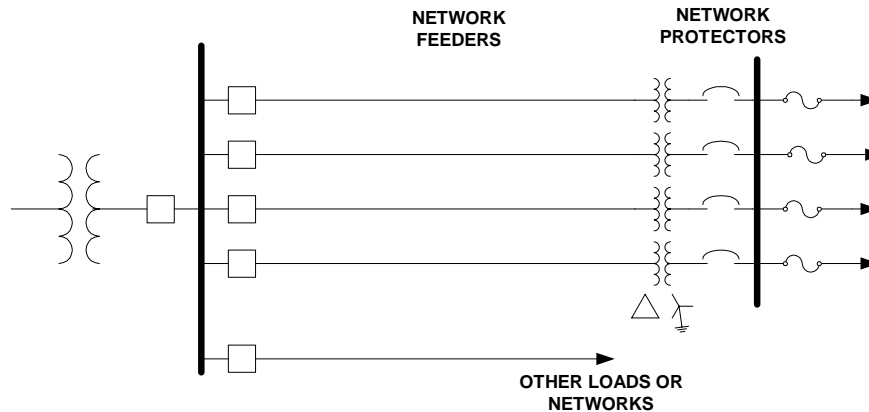 NETWORK
FEEDERS
NETWORK
PROTECTORS
OTHER LOADS OR
NETWORKS